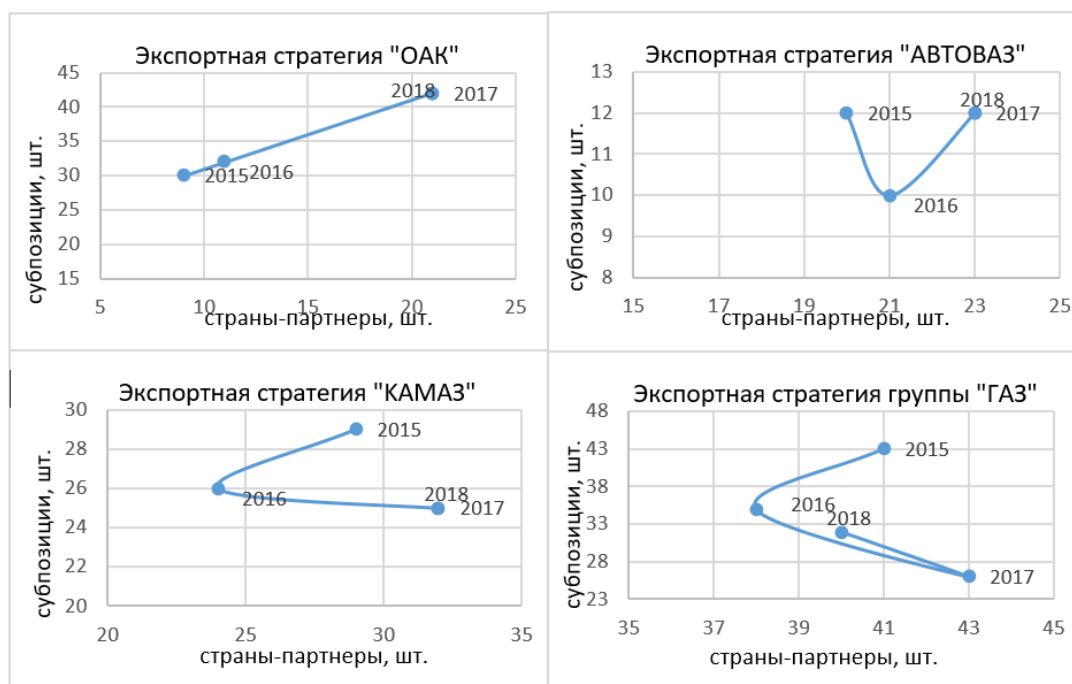 Экспортная стратегия "ОАК"
субпозиции, шт.
45
40
35
30
25
20
15
2018 2017
2015 2016
5 10 15 20 25
страны-партнеры, шт.
Экспортная стратегия "АВТОВАЗ"
субпозиции, шт.
13
12
11
10
9
8
2018
2015 2017
2016
15 17 19 21 23 25
страны-партнеры, шт.
Экспортная стратегия "КАМАЗ"
субпозиции, шт.
30
28
26
24
22
20
2015
2016 2018
2017
20 25 30 35
страны-партнеры, шт.
Экспортная стратегия группы "ГАЗ"
субпозиции, шт.
48
43
38
33
28
23
2015
2016
2018
2017
35 37 39 41 43 45
страны-партнеры, шт.